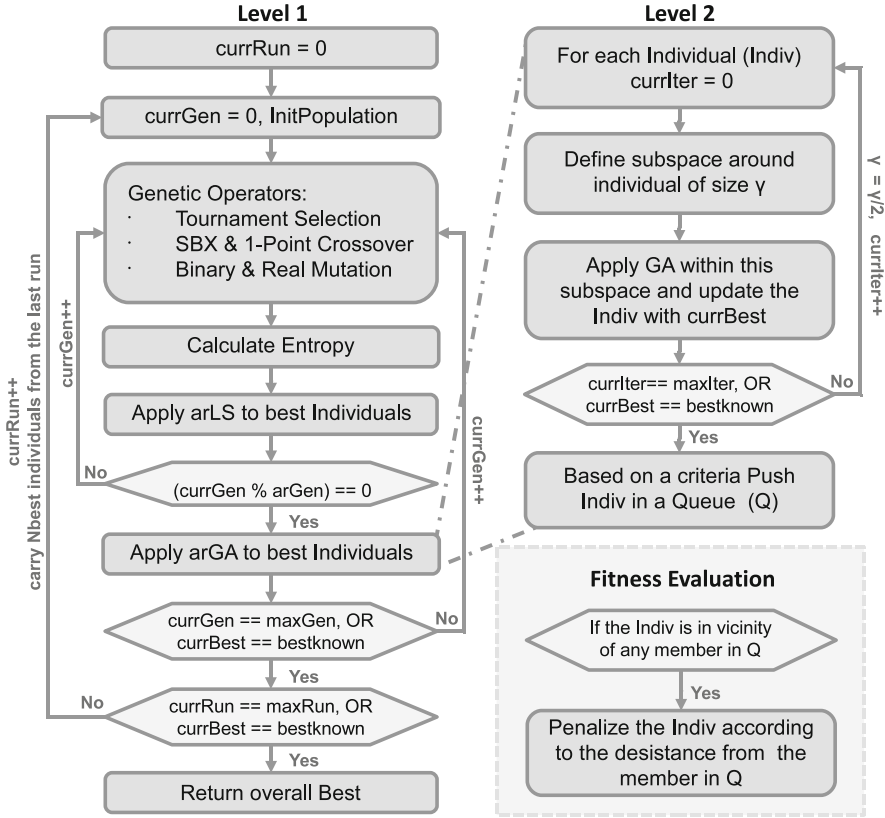 Level 1
currRun = 0
currGen = 0, InitPopulation
Genetic Operators:
· Tournament Selection
· SBX & 1-Point Crossover
· Binary & Real Mutation
Calculate Entropy
Apply arLS to best Individuals
(currGen % arGen) == 0
No
Yes
Apply arGA to best Individuals
currGen == maxGen, OR
currBest == bestknown
No
Yes
currRun == maxRun, OR
currBest == bestknown
No
Yes
Return overall Best
currRun++
carry Nbest individuals from the last run
currGen++
currGen++
Level 2
For each Individual (Indiv)
currIter = 0
Define subspace around
individual of size γ
Apply GA within this
subspace and update the
Indiv with currBest
currIter== maxIter, OR
currBest == bestknown
No
Yes
γ = γ/2, currIter++
Based on a criteria Push
Indiv in a Queue (Q)
Fitness Evaluation
If the Indiv is in vicinity
of any member in Q
Yes
Penalize the Indiv according
to the desistance from the
member in Q